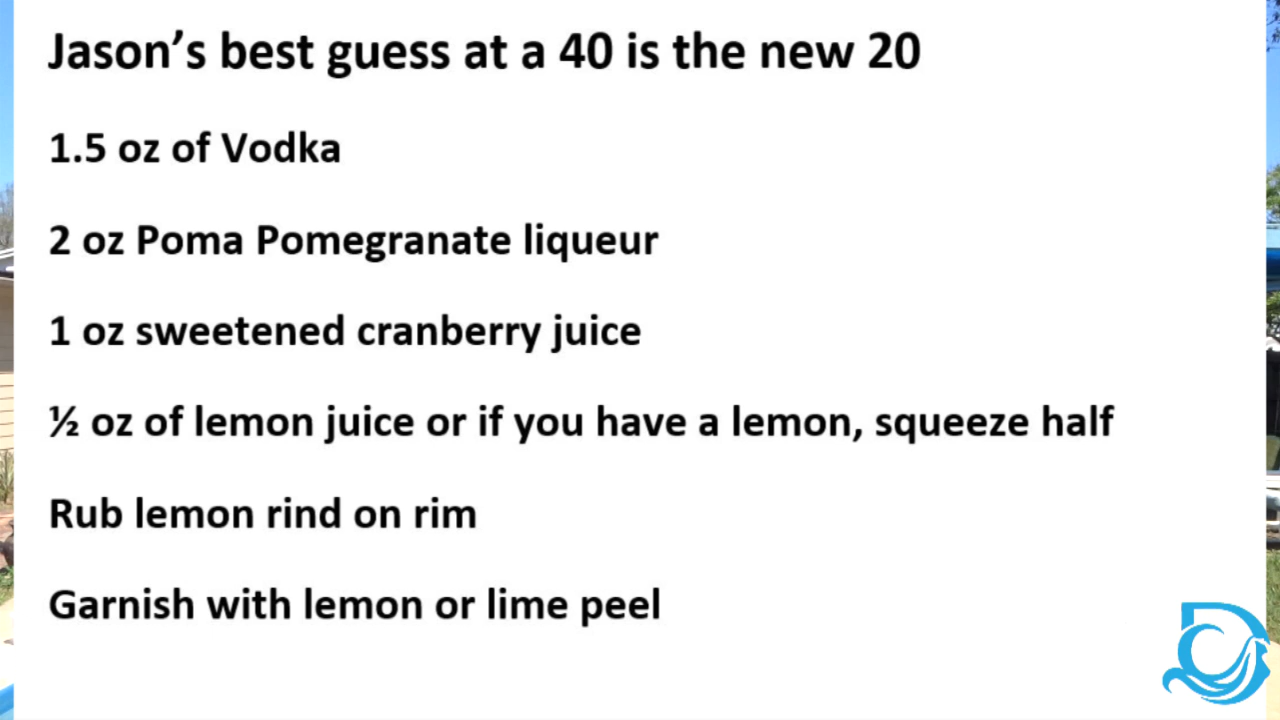 Jason’s best guess at a 40 is the new 20
1.5 oz of Vodka
2 oz Poma Pomegranate liqueur
1 oz sweetened cranberry juice
½ oz of lemon juice or if you have a lemon, squeeze half
Rub lemon rind on rim
Garnish with lemon or lime peel